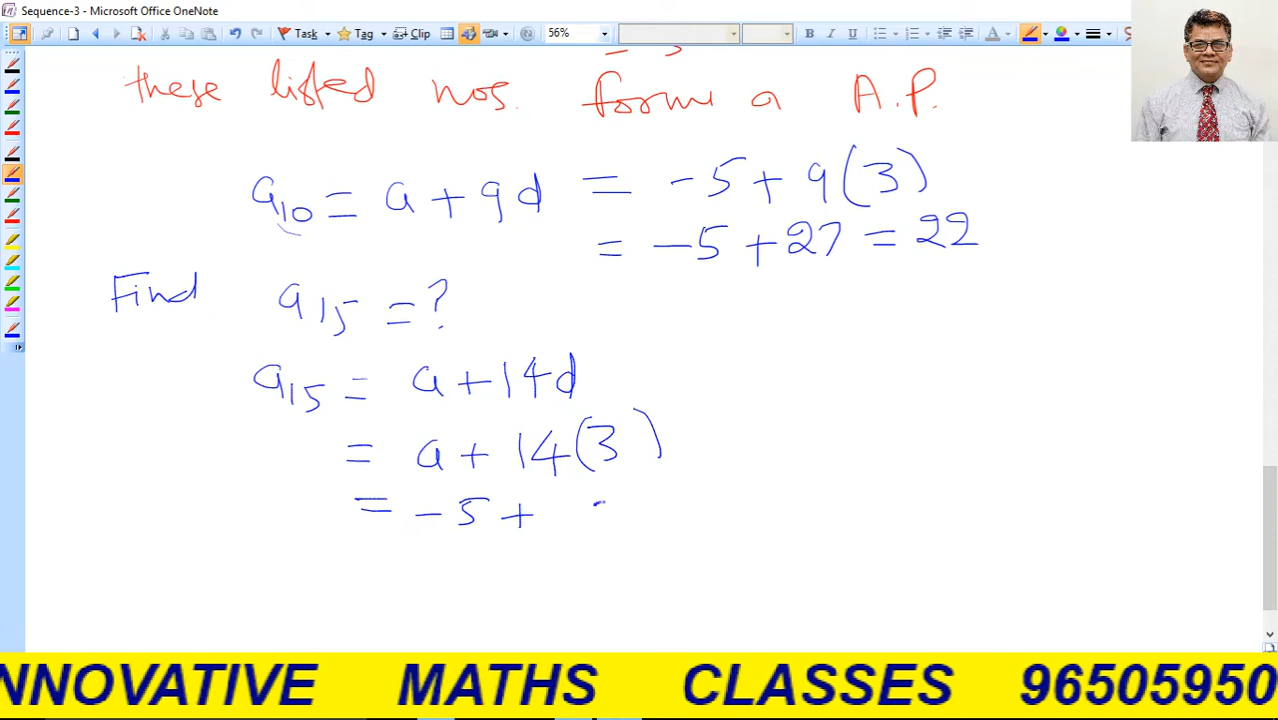 Sequence-3 - Microsoft Office OneNote
Task Tag Clip 56% B I U A
these listed nos. forms a A.P.
a10 = a + 9d = -5 + 9(3)
= -5 + 27 = 22
Find a15 = ?
a15 = a + 14d
= a + 14(3)
= -5 +
NNOVATIVE MATHS CLASSES 96505950